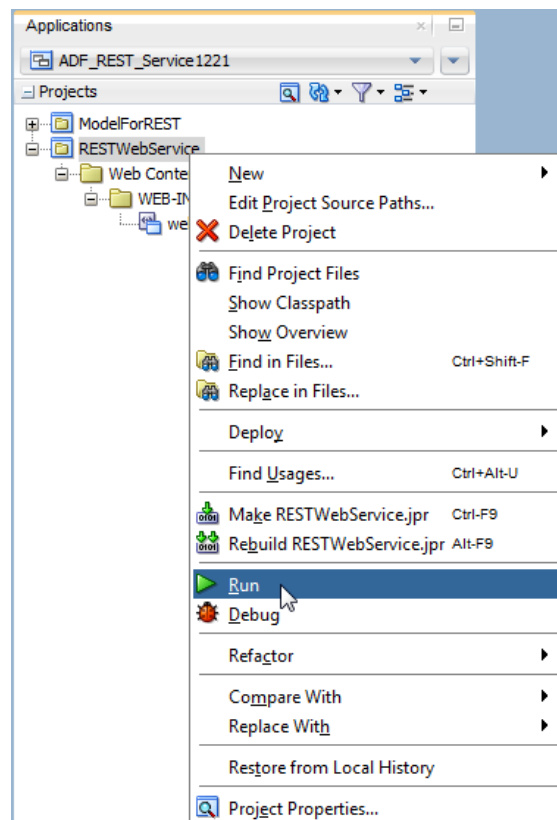 Applications
ADF_REST_Service1221
Projects
ModelForREST
RESTWebService
Web Conte
WEB-IN
we
New
Edit Project Source Paths...
Delete Project
Find Project Files
Show Classpath
Show Overview
Find in Files... Ctrl+Shift-F
Replace in Files...
Deploy
Find Usages... Ctrl+Alt-U
Make RESTWebService.jpr Ctrl-F9
Rebuild RESTWebService.jpr Alt-F9
Run
Debug
Refactor
Compare With
Replace With
Restore from Local History
Project Properties...